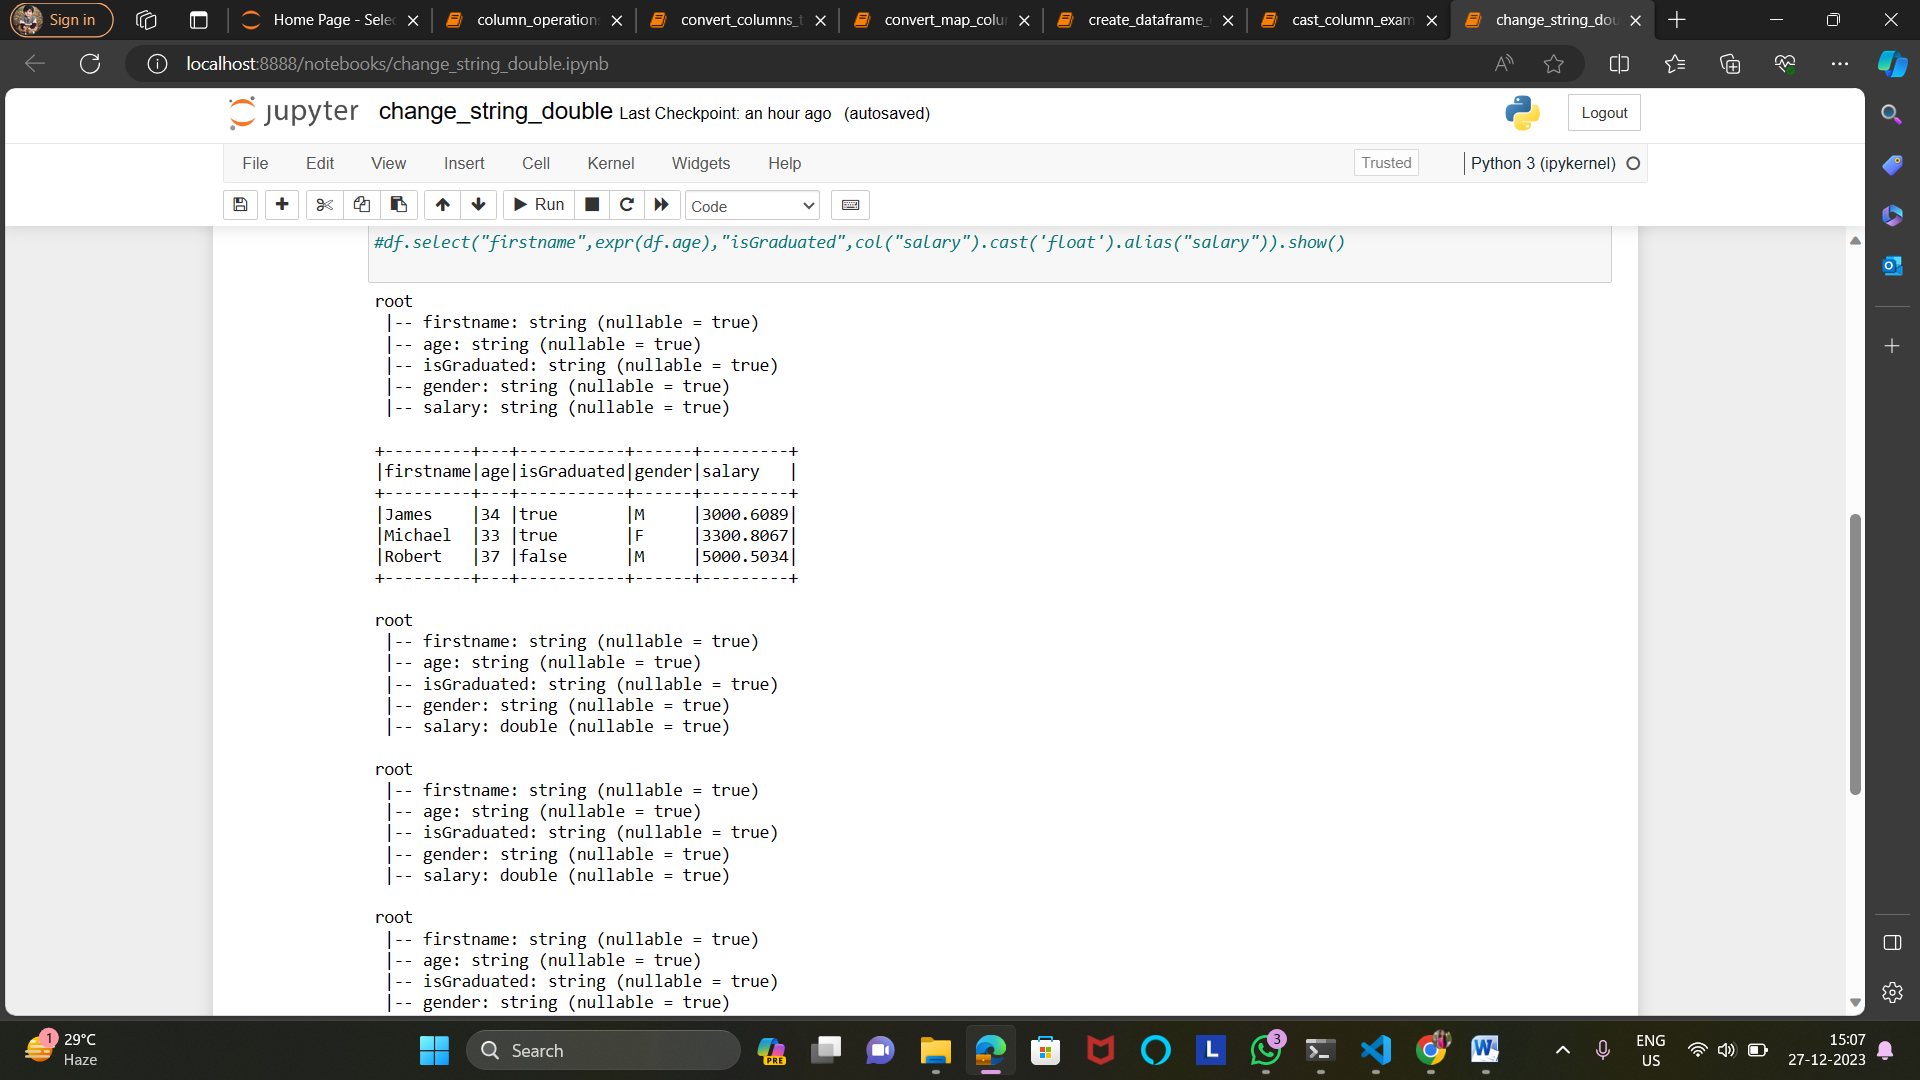 Sign in
Home Page - Selec
column_operation
convert_columns_t
convert_map_colu
create_dataframe_
cast_column_exam
change_string_dou
localhost:8888/notebooks/change_string_double.ipynb
jupyter change_string_double Last Checkpoint: an hour ago (autosaved)
Logout
File Edit View Insert Cell Kernel Widgets Help
Trusted
Python 3 (ipykernel)
Run
Code
#df.select("firstname",expr(df.age),"isGraduated",col("salary").cast('float').alias("salary")).show()
root
 |-- firstname: string (nullable = true)
 |-- age: string (nullable = true)
 |-- isGraduated: string (nullable = true)
 |-- gender: string (nullable = true)
 |-- salary: string (nullable = true)
+---------+---+-----------+------+---------+
|firstname|age|isGraduated|gender|salary   |
+---------+---+-----------+------+---------+
|James    |34 |true       |M     |3000.6089|
|Michael  |33 |true       |F     |3300.8067|
|Robert   |37 |false      |M     |5000.5034|
+---------+---+-----------+------+---------+
root
 |-- firstname: string (nullable = true)
 |-- age: string (nullable = true)
 |-- isGraduated: string (nullable = true)
 |-- gender: string (nullable = true)
 |-- salary: double (nullable = true)
root
 |-- firstname: string (nullable = true)
 |-- age: string (nullable = true)
 |-- isGraduated: string (nullable = true)
 |-- gender: string (nullable = true)
 |-- salary: double (nullable = true)
root
 |-- firstname: string (nullable = true)
 |-- age: string (nullable = true)
 |-- isGraduated: string (nullable = true)
 |-- gender: string (nullable = true)
1
29°C
Haze
Search
PRE
L
3
ENG
US
15:07
27-12-2023